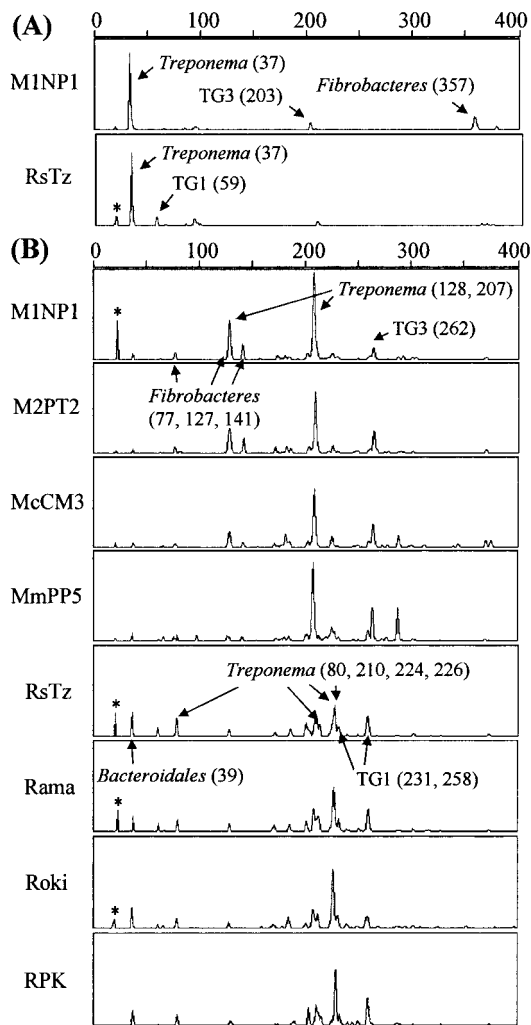 (A) 0 100 200 300 400
M1NP1
Treponema (37)
TG3 (203)
Fibrobacteres (357)
RsTz
Treponema (37)
TG1 (59)
*
(B) 0 100 200 300 400
M1NP1
*
Treponema (128, 207)
TG3 (262)
Fibrobacteres
(77, 127, 141)
M2PT2
McCM3
MmPP5
RsTz
*
Treponema (80, 210, 224, 226)
Bacteroidales (39)
TG1 (231, 258)
Rama
*
Roki
*
RPK